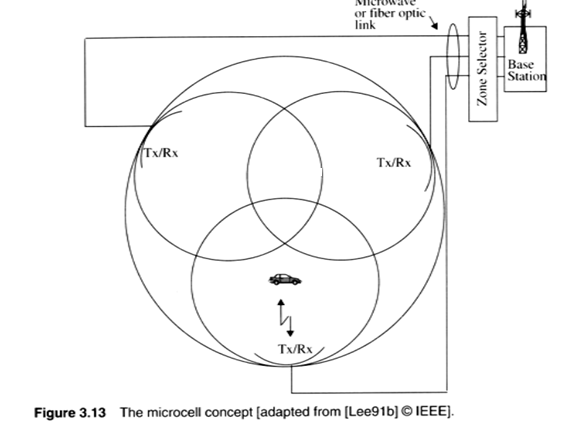 Microwave
or fiber optic
link
Zone Selector
Base
Station
Tx/Rx
Tx/Rx
Tx/Rx
Figure 3.13 The microcell concept [adapted from [Lee91b] © IEEE].